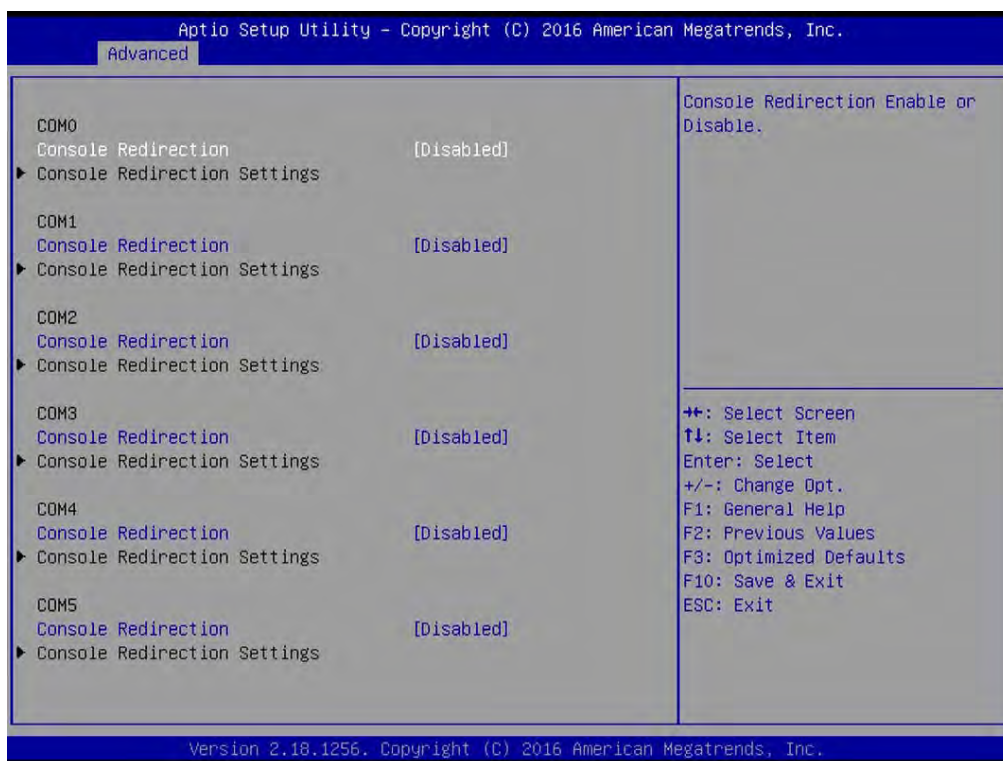 Aptio Setup Utility – Copyright (C) 2016 American Megatrends, Inc.
Advanced
COM0
Console Redirection [Disabled]
▶ Console Redirection Settings
COM1
Console Redirection [Disabled]
▶ Console Redirection Settings
COM2
Console Redirection [Disabled]
▶ Console Redirection Settings
COM3
Console Redirection [Disabled]
▶ Console Redirection Settings
COM4
Console Redirection [Disabled]
▶ Console Redirection Settings
COM5
Console Redirection [Disabled]
▶ Console Redirection Settings
Console Redirection Enable or
Disable.
→←: Select Screen
↑↓: Select Item
Enter: Select
+/-: Change Opt.
F1: General Help
F2: Previous Values
F3: Optimized Defaults
F10: Save & Exit
ESC: Exit
Version 2.18.1256. Copyright (C) 2016 American Megatrends, Inc.